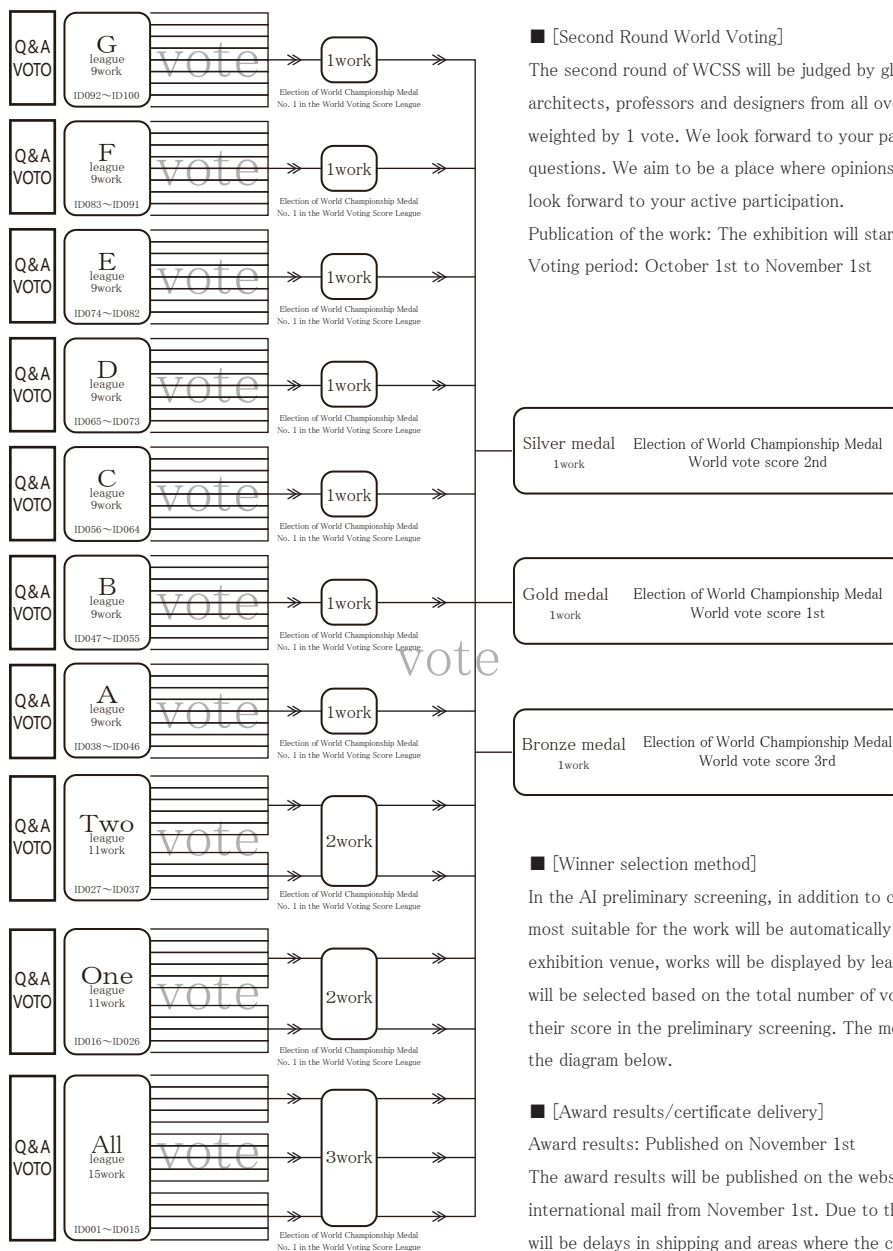 Q&A
VOTO
G
league
9work
ID092～ID100
vote
1work
Election of World Championship Medal
No. 1 in the World Voting Score League
Q&A
VOTO
F
league
9work
ID083～ID091
vote
1work
Election of World Championship Medal
No. 1 in the World Voting Score League
Q&A
VOTO
E
league
9work
ID074～ID082
vote
1work
Election of World Championship Medal
No. 1 in the World Voting Score League
Q&A
VOTO
D
league
9work
ID065～ID073
vote
1work
Election of World Championship Medal
No. 1 in the World Voting Score League
Q&A
VOTO
C
league
9work
ID056～ID064
vote
1work
Election of World Championship Medal
No. 1 in the World Voting Score League
Q&A
VOTO
B
league
9work
ID047～ID055
vote
1work
Election of World Championship Medal
No. 1 in the World Voting Score League
vote
Q&A
VOTO
A
league
9work
ID038～ID046
vote
1work
Election of World Championship Medal
No. 1 in the World Voting Score League
Q&A
VOTO
Two
league
11work
ID027～ID037
vote
2work
Election of World Championship Medal
No. 1 in the World Voting Score League
Q&A
VOTO
One
league
11work
ID016～ID026
vote
2work
Election of World Championship Medal
No. 1 in the World Voting Score League
Q&A
VOTO
All
league
15work
ID001～ID015
vote
3work
Election of World Championship Medal
No. 1 in the World Voting Score League
■ [Second Round World Voting]
The second round of WCSS will be judged by gl
architects, professors and designers from all ov
weighted by 1 vote. We look forward to your pa
questions. We aim to be a place where opinions
look forward to your active participation.
Publication of the work: The exhibition will star
Voting period: October 1st to November 1st
Silver medal
1work
Election of World Championship Medal
World vote score 2nd
Gold medal
1work
Election of World Championship Medal
World vote score 1st
Bronze medal
1work
Election of World Championship Medal
World vote score 3rd
■ [Winner selection method]
In the AI preliminary screening, in addition to c
most suitable for the work will be automatically
exhibition venue, works will be displayed by lea
will be selected based on the total number of vo
their score in the preliminary screening. The me
the diagram below.
■ [Award results/certificate delivery]
Award results: Published on November 1st
The award results will be published on the webs
international mail from November 1st. Due to th
will be delays in shipping and areas where the c